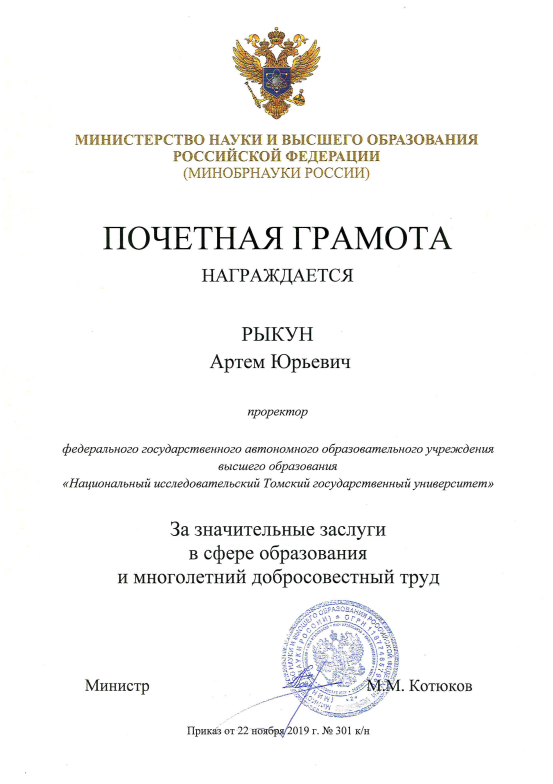 МИНИСТЕРСТВО НАУКИ И ВЫСШЕГО ОБРАЗОВАНИЯ
РОССИЙСКОЙ ФЕДЕРАЦИИ
(МИНОБРНАУКИ РОССИИ)
ПОЧЕТНАЯ ГРАМОТА
НАГРАЖДАЕТСЯ
РЫКУН
Артем Юрьевич
проректор
федерального государственного автономного образовательного учреждения
высшего образования
«Национальный исследовательский Томский государственный университет»
За значительные заслуги
в сфере образования
и многолетний добросовестный труд
Министр
М.М. Котюков
Приказ от 22 ноября 2019 г. № 301 к/н